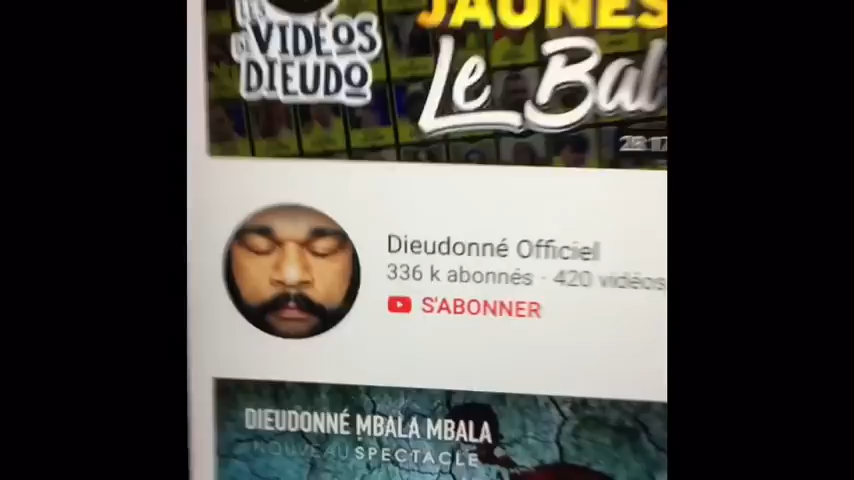 JAUNES
LES
VIDÉOS
DE
DIEUDO
Le Bal
28:17
Dieudonné Officiel
336 k abonnés · 420 vidéos
S'ABONNER
DIEUDONNÉ MBALA MBALA
NOUVEAU SPECTACLE